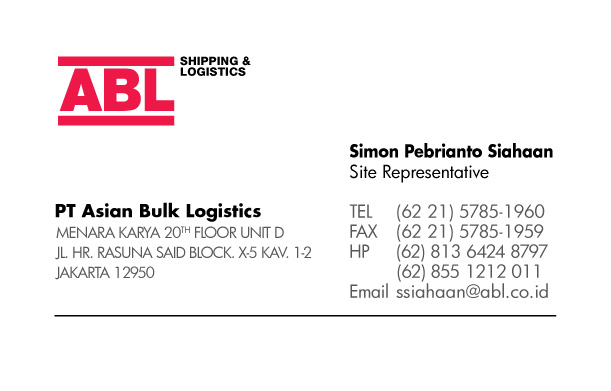 ABL
SHIPPING &
LOGISTICS
Simon Pebrianto Siahaan
Site Representative
PT Asian Bulk Logistics
MENARA KARYA 20TH FLOOR UNIT D
JL. HR. RASUNA SAID BLOCK. X-5 KAV. 1-2
JAKARTA 12950
TEL (62 21) 5785-1960
FAX (62 21) 5785-1959
HP (62) 813 6424 8797
(62) 855 1212 011
Email ssiahaan@abl.co.id